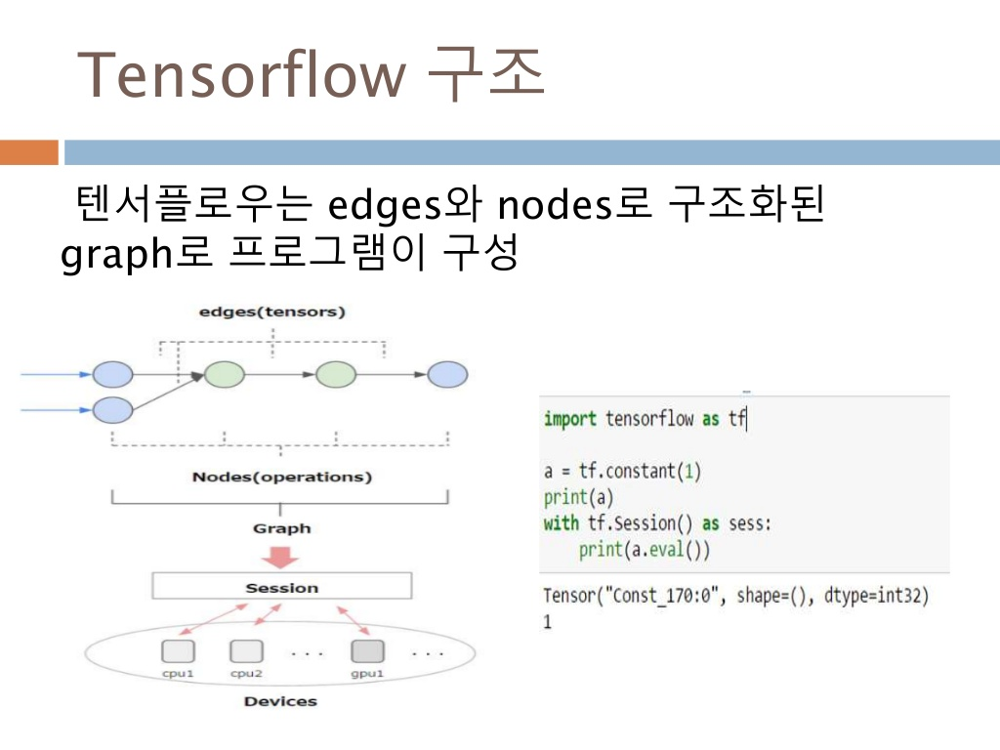 Tensorflow 구조
텐서플로우는 edges와 nodes로 구조화된
graph로 프로그램이 구성
edges(tensors)
Nodes(operations)
Graph
Session
cpu1 cpu2 . . . gpu1 . . .
Devices
import tensorflow as tf
a = tf.constant(1)
print(a)
with tf.Session() as sess:
    print(a.eval())
Tensor("Const_170:0", shape=(), dtype=int32)
1